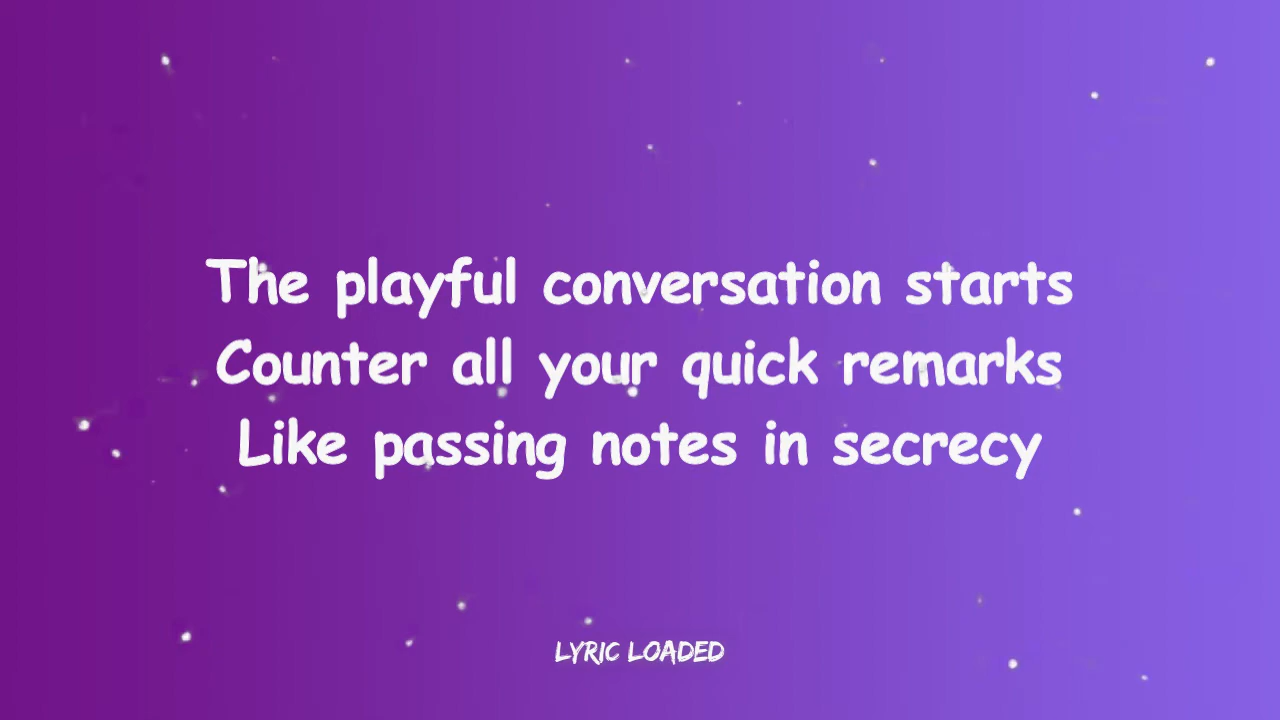 The playful conversation starts
Counter all your quick remarks
Like passing notes in secrecy
LYRIC LOADED